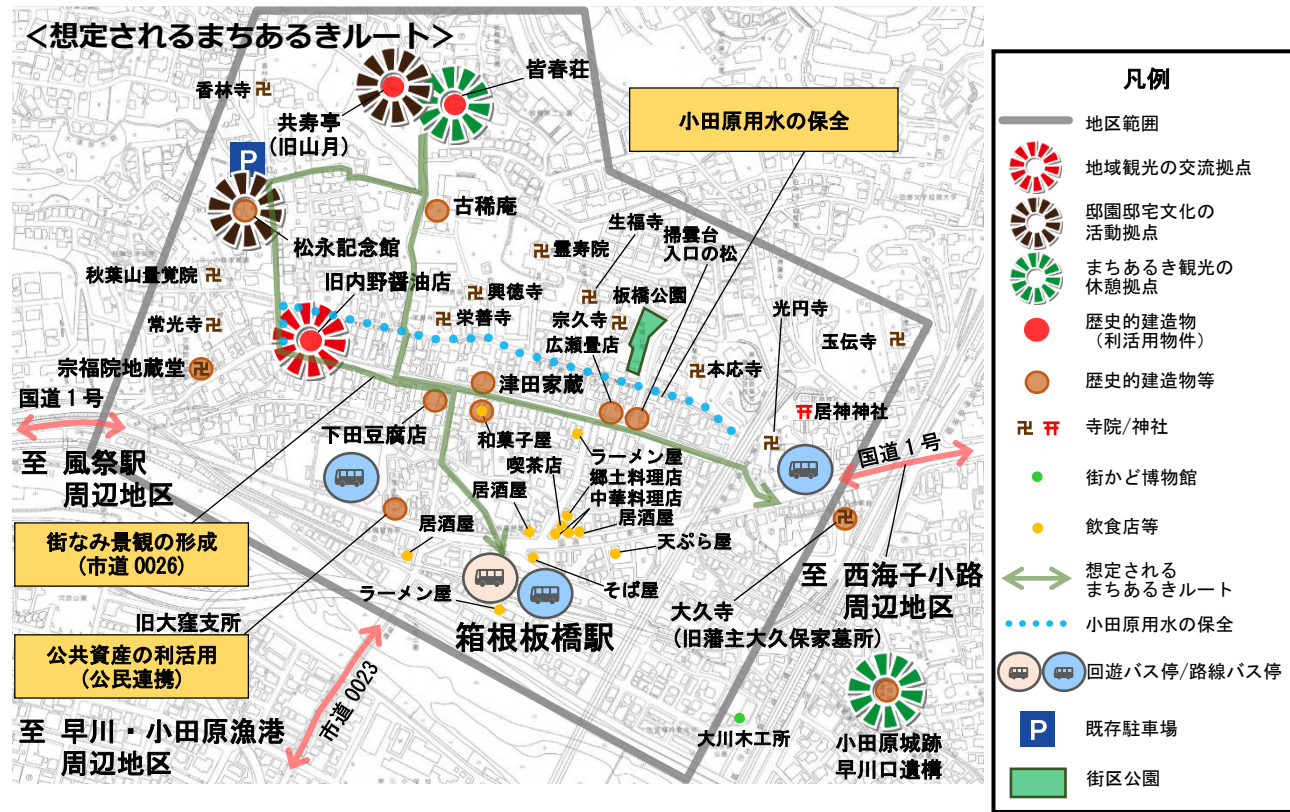 ＜想定されるまちあるきルート＞
香林寺
皆春荘
共寿亭
（旧山月）
小田原用水の保全
P
古稀庵
松永記念館
生福寺
掃雲台
入口の松
霊寿院
秋葉山量覚院
旧内野醤油店
興徳寺
板橋公園
光円寺
常光寺
栄善寺
宗久寺
玉伝寺
広瀬畳店
宗福院地蔵堂
津田家蔵
本応寺
国道１号
居神神社
下田豆腐店
和菓子屋
ラーメン屋
国道１号
至 風祭駅
周辺地区
喫茶店
郷土料理店
居酒屋
中華料理店
居酒屋
街なみ景観の形成
(市道 0026)
居酒屋
天ぷら屋
至 西海子小路
周辺地区
ラーメン屋
そば屋
旧大窪支所
箱根板橋駅
大久寺
（旧藩主大久保家墓所）
公共資産の利活用
(公民連携)
市道 0023
至 早川・小田原漁港
周辺地区
大川木工所
小田原城跡
早川口遺構
凡例
地区範囲
地域観光の交流拠点
邸園邸宅文化の
活動拠点
まちあるき観光の
休憩拠点
歴史的建造物
（利活用物件）
歴史的建造物等
寺院/神社
街かど博物館
飲食店等
想定される
まちあるきルート
小田原用水の保全
回遊バス停/路線バス停
P
既存駐車場
街区公園